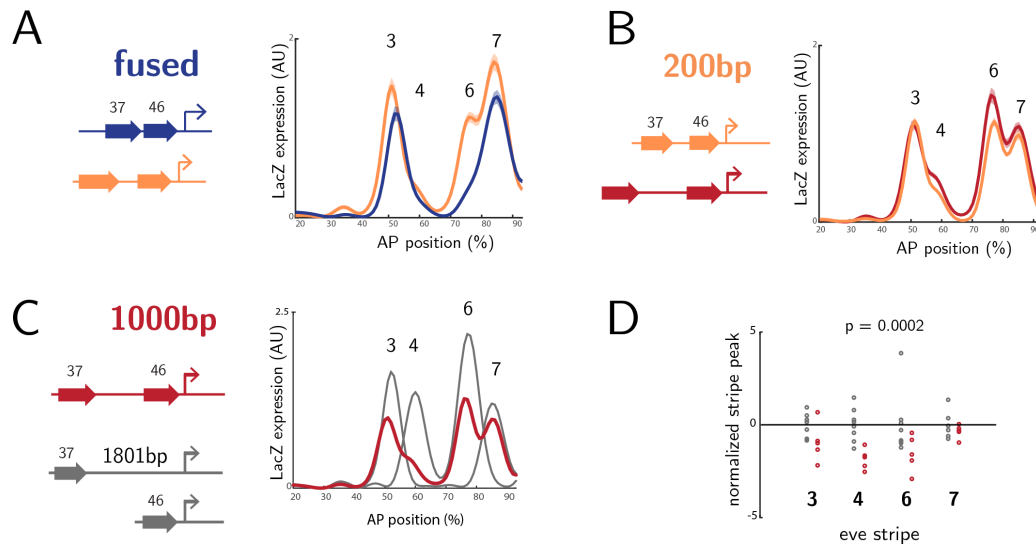 A
fused
37 46
2
LacZ expression (AU)
0
3
4
6
7
20 30 40 50 60 70 80 90
AP position (%)
B
200bp
37 46
2
LacZ expression (AU)
0
3
4
6
7
20 30 40 50 60 70 80 90
AP position (%)
C
1000bp
37 46
37 1801bp
46
2.5
LacZ expression (AU)
0
3 4
6
7
20 30 40 50 60 70 80 90
AP position (%)
D
p = 0.0002
normalized stripe peak
5
0
-5
3 4 6 7
eve stripe